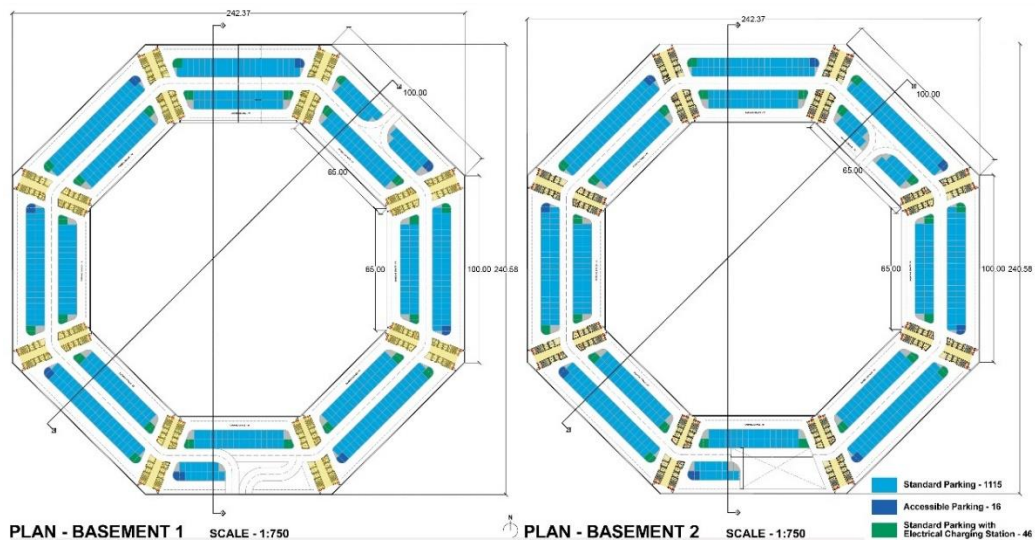 242.37
100.00
65.00
65.00
100.00
240.58
PLAN - BASEMENT 1
SCALE - 1:750
N
242.37
100.00
65.00
65.00
100.00
240.58
PLAN - BASEMENT 2
SCALE - 1:750
Standard Parking - 1115
Accessible Parking - 16
Standard Parking with
Electrical Charging Station - 46